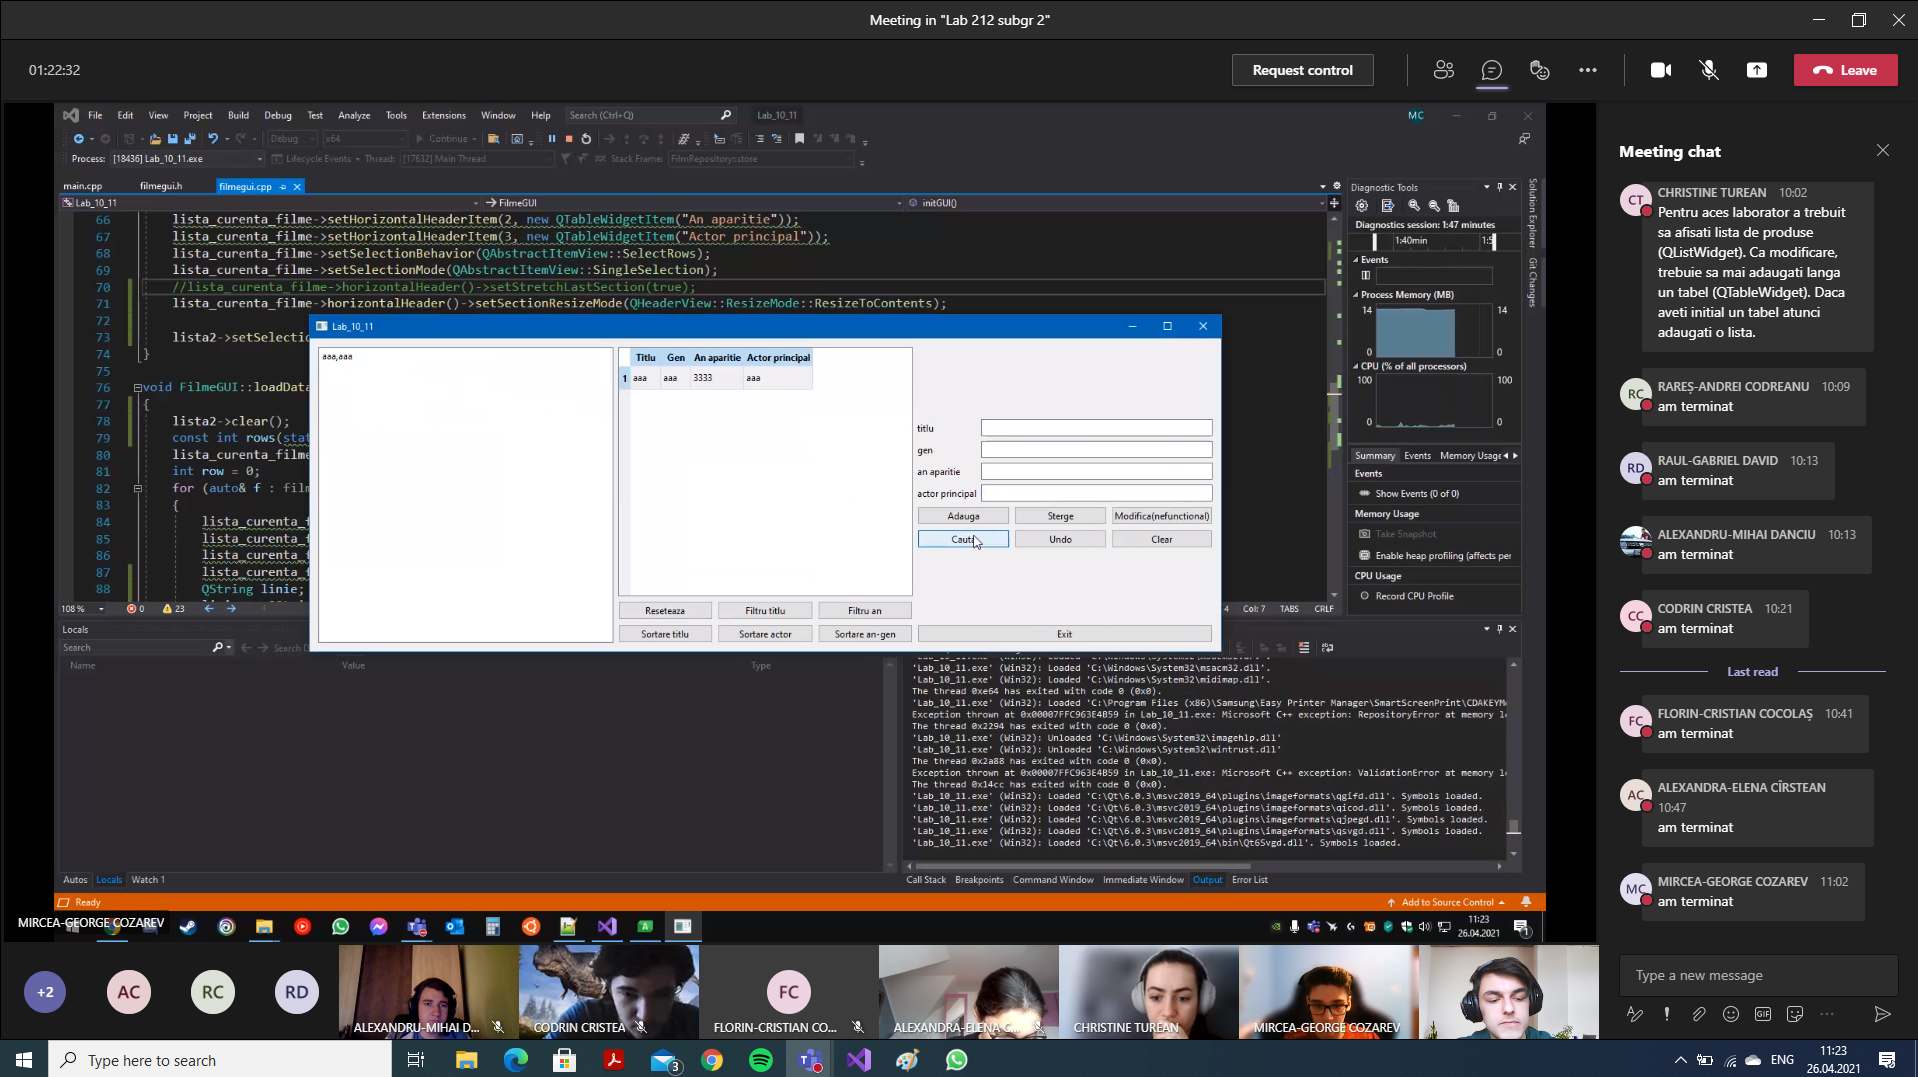 Meeting in "Lab 212 subgr 2"
01:22:32
Request control
Leave
File Edit View Project Build Debug Test Analyze Tools Extensions Window Help Search (Ctrl+Q) Lab_10_11 MC
Debug x64 Continue
Process: [18436] Lab_10_11.exe Lifecycle Events Thread: [17632] Main Thread Stack Frame: FilmRepository::store
main.cpp filmegui.h filmegui.cpp
Lab_10_11 FilmeGUI initGUI()
66 lista_curenta_filme->setHorizontalHeaderItem(2, new QTableWidgetItem("An aparitie"));
67 lista_curenta_filme->setHorizontalHeaderItem(3, new QTableWidgetItem("Actor principal"));
68 lista_curenta_filme->setSelectionBehavior(QAbstractItemView::SelectRows);
69 lista_curenta_filme->setSelectionMode(QAbstractItemView::SingleSelection);
70 //lista_curenta_filme->horizontalHeader()->setStretchLastSection(true);
71 lista_curenta_filme->horizontalHeader()->setSectionResizeMode(QHeaderView::ResizeMode::ResizeToContents);
72
73 lista2->setSelectio
74 }
75
76 void FilmeGUI::loadData
77 {
78 lista2->clear();
79 const int rows(stat
80 lista_curenta_filme
81 int row = 0;
82 for (auto& f : film
83 {
84 lista_curenta_f
85 lista_curenta_f
86 lista_curenta_f
87 lista_curenta_f
88 QString linie;
108 % 0 23
Col: 7 TABS CRLF
Lab_10_11
aaa,aaa
Titlu Gen An aparitie Actor principal
1 aaa aaa 3333 aaa
titlu
gen
an aparitie
actor principal
Adauga Sterge Modifica(nefunctional)
Cauta Undo Clear
Reseteaza Filtru titlu Filtru an
Sortare titlu Sortare actor Sortare an-gen Exit
Diagnostic Tools
Diagnostics session: 1:47 minutes
1:40min
Events
Process Memory (MB)
14 14
0 0
CPU (% of all processors)
100 100
0 0
Summary Events Memory Usage
Events
Show Events (0 of 0)
Memory Usage
Take Snapshot
Enable heap profiling (affects per
CPU Usage
Record CPU Profile
Solution Explorer
Git Changes
Locals
Search
Name Value Type
Autos Locals Watch 1
'Lab_10_11.exe' (Win32): Loaded 'C:\Windows\System32\msacm32.dll'.
'Lab_10_11.exe' (Win32): Loaded 'C:\Windows\System32\midimap.dll'.
The thread 0xe64 has exited with code 0 (0x0).
'Lab_10_11.exe' (Win32): Loaded 'C:\Program Files (x86)\Samsung\Easy Printer Manager\SmartScreenPrint\CDAKEYM
Exception thrown at 0x00007FFC963E4B59 in Lab_10_11.exe: Microsoft C++ exception: RepositoryError at memory l
The thread 0x2294 has exited with code 0 (0x0).
'Lab_10_11.exe' (Win32): Unloaded 'C:\Windows\System32\imagehlp.dll'
'Lab_10_11.exe' (Win32): Unloaded 'C:\Windows\System32\wintrust.dll'
The thread 0x2a88 has exited with code 0 (0x0).
Exception thrown at 0x00007FFC963E4B59 in Lab_10_11.exe: Microsoft C++ exception: ValidationError at memory l
The thread 0x14cc has exited with code 0 (0x0).
'Lab_10_11.exe' (Win32): Loaded 'C:\Qt\6.0.3\msvc2019_64\plugins\imageformats\qgifd.dll'. Symbols loaded.
'Lab_10_11.exe' (Win32): Loaded 'C:\Qt\6.0.3\msvc2019_64\plugins\imageformats\qicod.dll'. Symbols loaded.
'Lab_10_11.exe' (Win32): Loaded 'C:\Qt\6.0.3\msvc2019_64\plugins\imageformats\qjpegd.dll'. Symbols loaded.
'Lab_10_11.exe' (Win32): Loaded 'C:\Qt\6.0.3\msvc2019_64\plugins\imageformats\qsvgd.dll'. Symbols loaded.
'Lab_10_11.exe' (Win32): Loaded 'C:\Qt\6.0.3\msvc2019_64\bin\Qt6Svgd.dll'. Symbols loaded.
Call Stack Breakpoints Command Window Immediate Window Output Error List
Ready
Add to Source Control
MIRCEA-GEORGE COZAREV
11:23
26.04.2021
Meeting chat
CT CHRISTINE TUREAN 10:02
Pentru aces laborator a trebuit
sa afisati lista de produse
(QListWidget). Ca modificare,
trebuie sa mai adaugati langa
un tabel (QTableWidget). Daca
aveti initial un tabel atunci
adaugati o lista.
RC RAREȘ-ANDREI CODREANU 10:09
am terminat
RD RAUL-GABRIEL DAVID 10:13
am terminat
ALEXANDRU-MIHAI DANCIU 10:13
am terminat
CC CODRIN CRISTEA 10:21
am terminat
Last read
FC FLORIN-CRISTIAN COCOLAȘ 10:41
am terminat
AC ALEXANDRA-ELENA CÎRSTEAN
10:47
am terminat
MC MIRCEA-GEORGE COZAREV 11:02
am terminat
Type a new message
+2 AC RC RD FC
ALEXANDRU-MIHAI D... CODRIN CRISTEA FLORIN-CRISTIAN CO... ALEXANDRA-ELENA C... CHRISTINE TUREAN MIRCEA-GEORGE COZAREV
Type here to search
3
ENG
11:23
26.04.2021